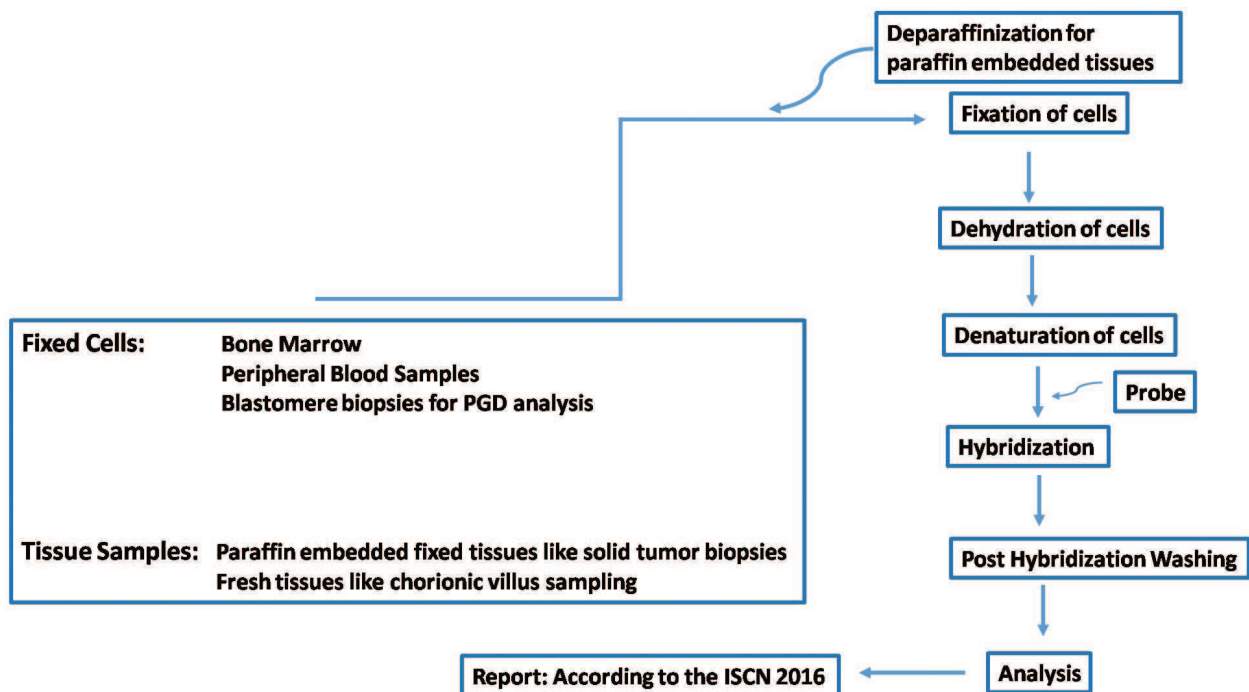 Deparaffinization for
paraffin embedded tissues
Fixation of cells
Dehydration of cells
Denaturation of cells
Probe
Hybridization
Post Hybridization Washing
Analysis
Report: According to the ISCN 2016
Fixed Cells: Bone Marrow
Peripheral Blood Samples
Blastomere biopsies for PGD analysis
Tissue Samples: Paraffin embedded fixed tissues like solid tumor biopsies
Fresh tissues like chorionic villus sampling